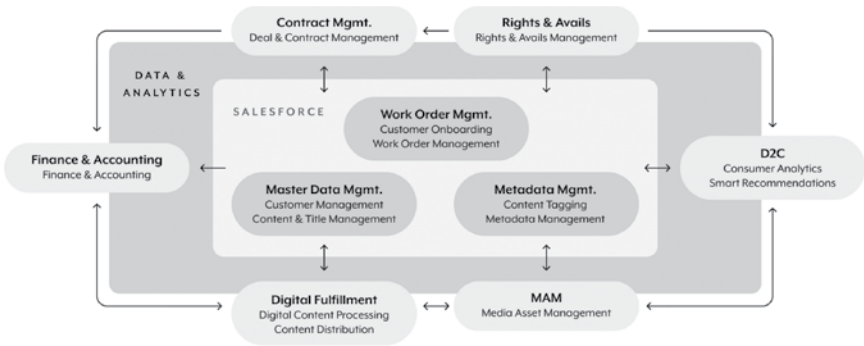 Contract Mgmt.
Deal & Contract Management
Rights & Avails
Rights & Avails Management
DATA &
ANALYTICS
SALESFORCE
Work Order Mgmt.
Customer Onboarding
Work Order Management
Finance & Accounting
Finance & Accounting
D2C
Consumer Analytics
Smart Recommendations
Master Data Mgmt.
Customer Management
Content & Title Management
Metadata Mgmt.
Content Tagging
Metadata Management
Digital Fulfillment
Digital Content Processing
Content Distribution
MAM
Media Asset Management